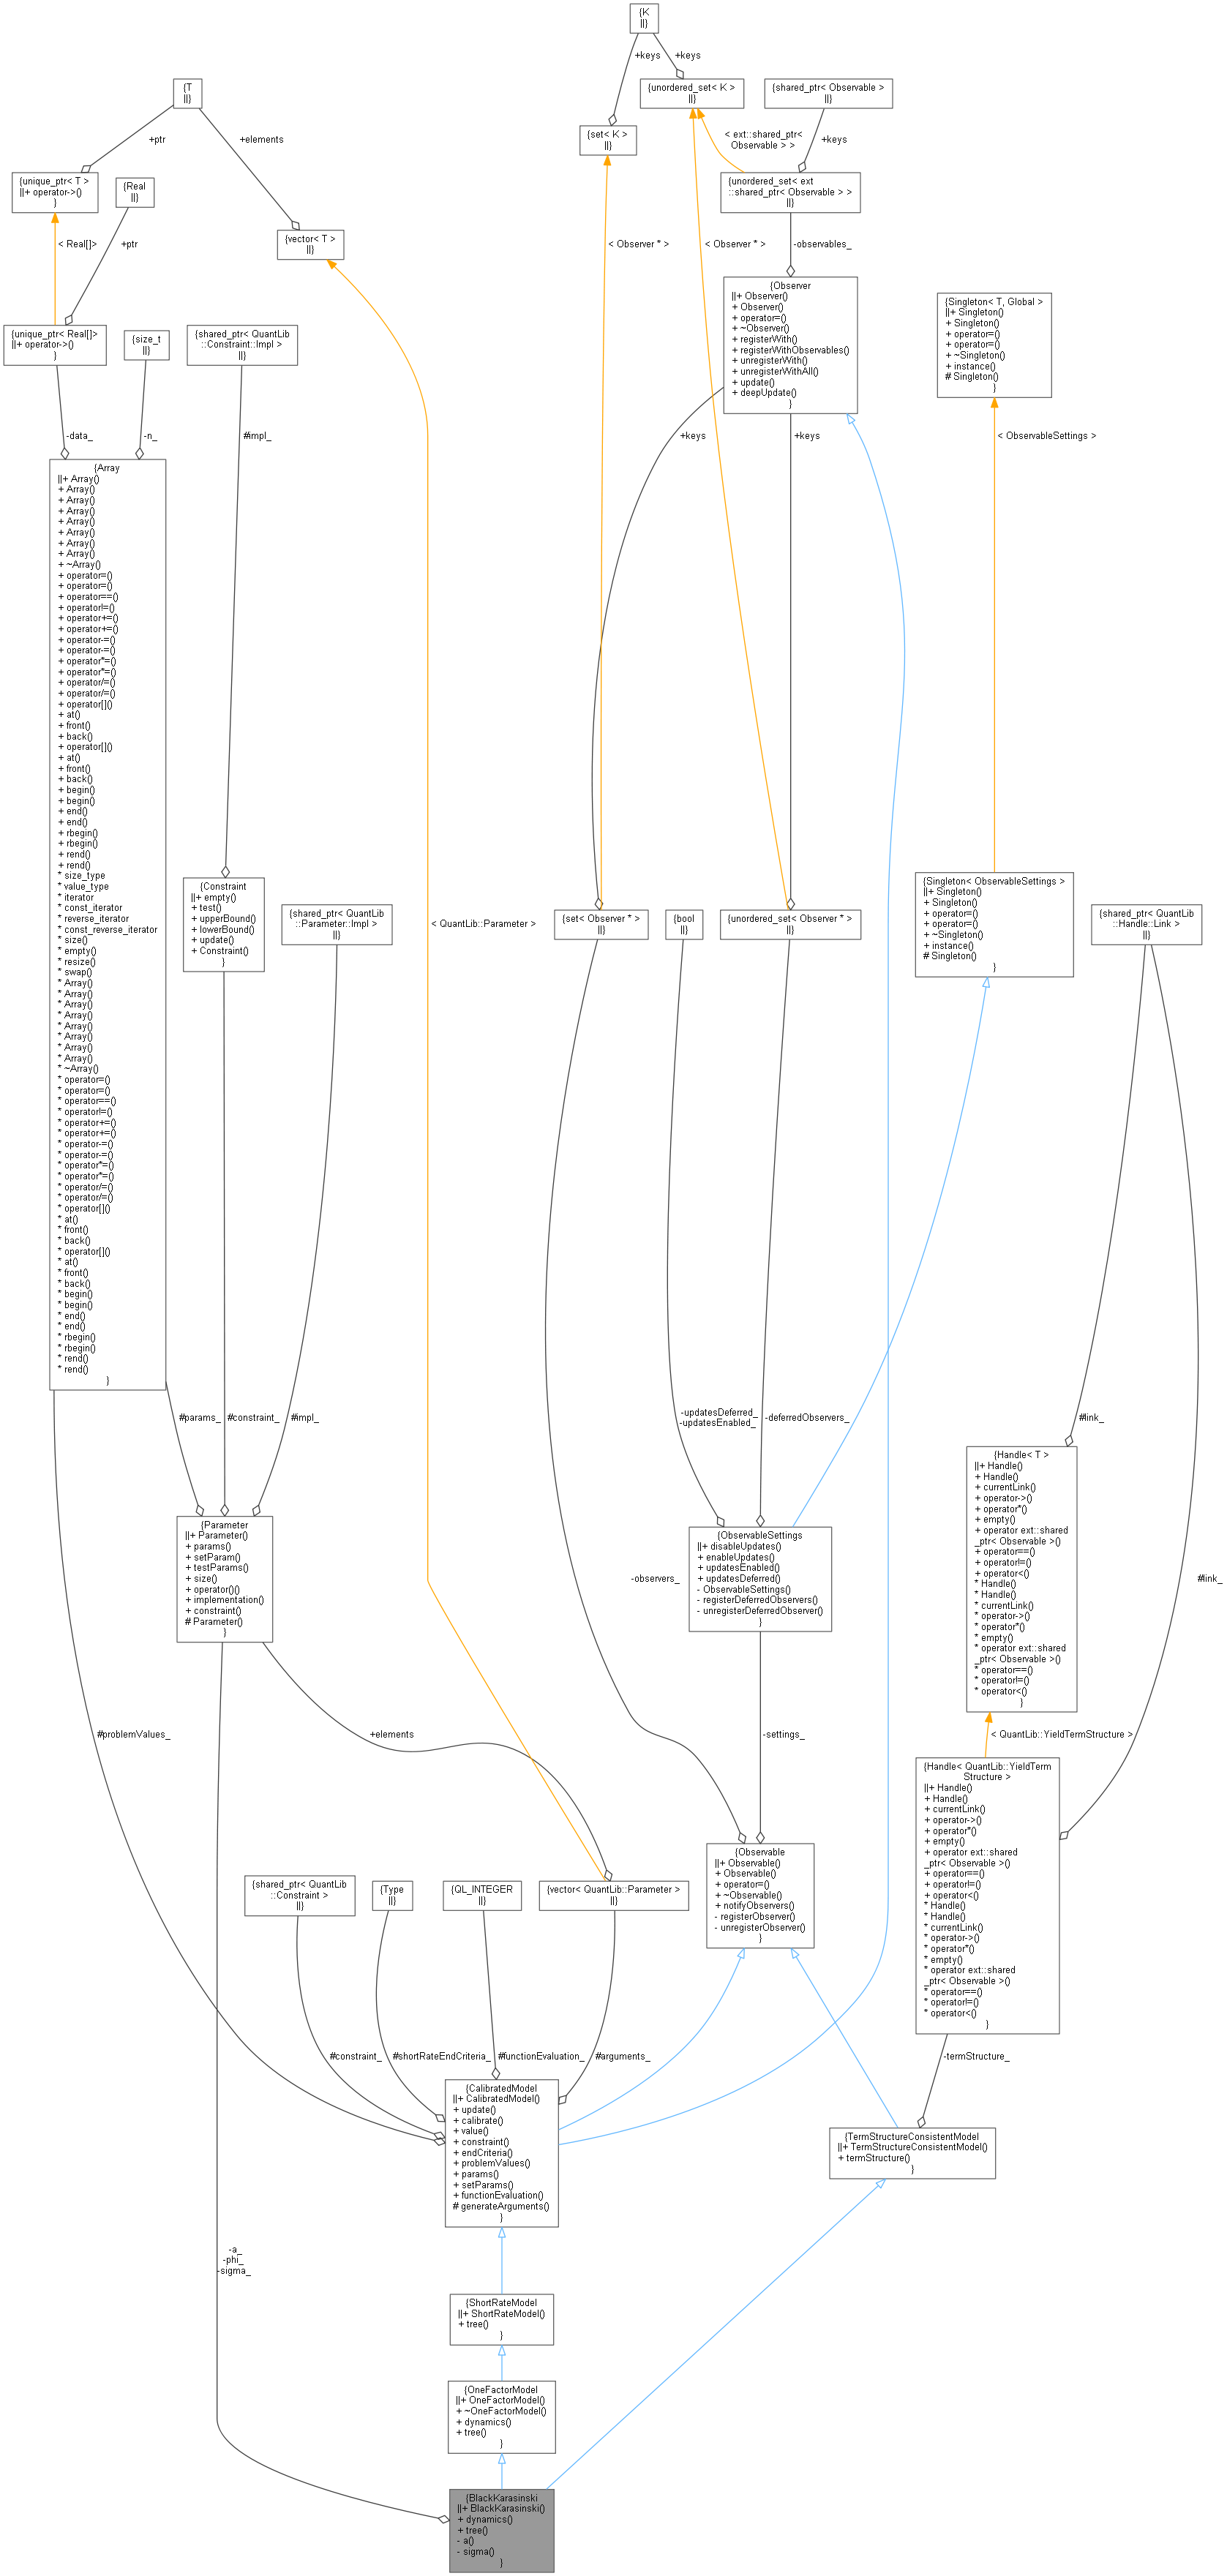 {K
||}
+keys
+keys
{T
||}
{unordered_set< K >
||}
{shared_ptr< Observable >
||}
+ptr
+elements
{set< K >
||}
< ext::shared_ptr<
Observable > >
+keys
{unique_ptr< T >
||+ operator->()
}
{Real
||}
{unordered_set< ext
::shared_ptr< Observable > >
||}
{vector< T >
||}
< Real[]>
+ptr
< Observer * >
< Observer * >
-observables_
{Observer
||+ Observer()
+ Observer()
+ operator=()
+ ~Observer()
+ registerWith()
+ registerWithObservables()
+ unregisterWith()
+ unregisterWithAll()
+ update()
+ deepUpdate()
}
{Singleton< T, Global >
||+ Singleton()
+ Singleton()
+ operator=()
+ operator=()
+ ~Singleton()
+ instance()
# Singleton()
}
{unique_ptr< Real[]>
||+ operator->()
}
{size_t
||}
{shared_ptr< QuantLib
::Constraint::Impl >
||}
-data_
-n_
#impl_
+keys
+keys
< ObservableSettings >
{Array
||+ Array()
+ Array()
+ Array()
+ Array()
+ Array()
+ Array()
+ Array()
+ Array()
+ ~Array()
+ operator=()
+ operator=()
+ operator==()
+ operator!=()
+ operator+=()
+ operator+=()
+ operator-=()
+ operator-=()
+ operator*=()
+ operator*=()
+ operator/=()
+ operator/=()
+ operator[]()
+ at()
+ front()
+ back()
+ operator[]()
+ at()
+ front()
+ back()
+ begin()
+ begin()
+ end()
+ end()
+ rbegin()
+ rbegin()
+ rend()
+ rend()
* size_type
* value_type
* iterator
* const_iterator
* reverse_iterator
* const_reverse_iterator
* size()
* empty()
* resize()
* swap()
* Array()
* Array()
* Array()
* Array()
* Array()
* Array()
* Array()
* Array()
* ~Array()
* operator=()
* operator=()
* operator==()
* operator!=()
* operator+=()
* operator+=()
* operator-=()
* operator-=()
* operator*=()
* operator*=()
* operator/=()
* operator/=()
* operator[]()
* at()
* front()
* back()
* operator[]()
* at()
* front()
* back()
* begin()
* begin()
* end()
* end()
* rbegin()
* rbegin()
* rend()
* rend()
}
{Constraint
||+ empty()
+ test()
+ upperBound()
+ lowerBound()
+ update()
+ Constraint()
}
{shared_ptr< QuantLib
::Parameter::Impl >
||}
< QuantLib::Parameter >
{set< Observer * >
||}
{bool
||}
{unordered_set< Observer * >
||}
{Singleton< ObservableSettings >
||+ Singleton()
+ Singleton()
+ operator=()
+ operator=()
+ ~Singleton()
+ instance()
# Singleton()
}
{shared_ptr< QuantLib
::Handle::Link >
||}
#params_
#constraint_
#impl_
-updatesDeferred_
-updatesEnabled_
-deferredObservers_
#link_
{Handle< T >
||+ Handle()
+ Handle()
+ currentLink()
+ operator->()
+ operator*()
+ empty()
+ operator ext::shared
_ptr< Observable >()
+ operator==()
+ operator!=()
+ operator<()
* Handle()
* Handle()
* currentLink()
* operator->()
* operator*()
* empty()
* operator ext::shared
_ptr< Observable >()
* operator==()
* operator!=()
* operator<()
}
{Parameter
||+ Parameter()
+ params()
+ setParam()
+ testParams()
+ size()
+ operator()()
+ implementation()
+ constraint()
# Parameter()
}
{ObservableSettings
||+ disableUpdates()
+ enableUpdates()
+ updatesEnabled()
+ updatesDeferred()
- ObservableSettings()
- registerDeferredObservers()
- unregisterDeferredObserver()
}
-observers_
#link_
#problemValues_
+elements
-settings_
< QuantLib::YieldTermStructure >
{Handle< QuantLib::YieldTerm
Structure >
||+ Handle()
+ Handle()
+ currentLink()
+ operator->()
+ operator*()
+ empty()
+ operator ext::shared
_ptr< Observable >()
+ operator==()
+ operator!=()
+ operator<()
* Handle()
* Handle()
* currentLink()
* operator->()
* operator*()
* empty()
* operator ext::shared
_ptr< Observable >()
* operator==()
* operator!=()
* operator<()
}
{shared_ptr< QuantLib
::Constraint >
||}
{Type
||}
{QL_INTEGER
||}
{vector< QuantLib::Parameter >
||}
{Observable
||+ Observable()
+ Observable()
+ operator=()
+ ~Observable()
+ notifyObservers()
- registerObserver()
- unregisterObserver()
}
#constraint_
#shortRateEndCriteria_
#functionEvaluation_
#arguments_
-termStructure_
{CalibratedModel
||+ CalibratedModel()
+ update()
+ calibrate()
+ value()
+ constraint()
+ endCriteria()
+ problemValues()
+ params()
+ setParams()
+ functionEvaluation()
# generateArguments()
}
{TermStructureConsistentModel
||+ TermStructureConsistentModel()
+ termStructure()
}
-a_
-phi_
-sigma_
{ShortRateModel
||+ ShortRateModel()
+ tree()
}
{OneFactorModel
||+ OneFactorModel()
+ ~OneFactorModel()
+ dynamics()
+ tree()
}
{BlackKarasinski
||+ BlackKarasinski()
+ dynamics()
+ tree()
- a()
- sigma()
}